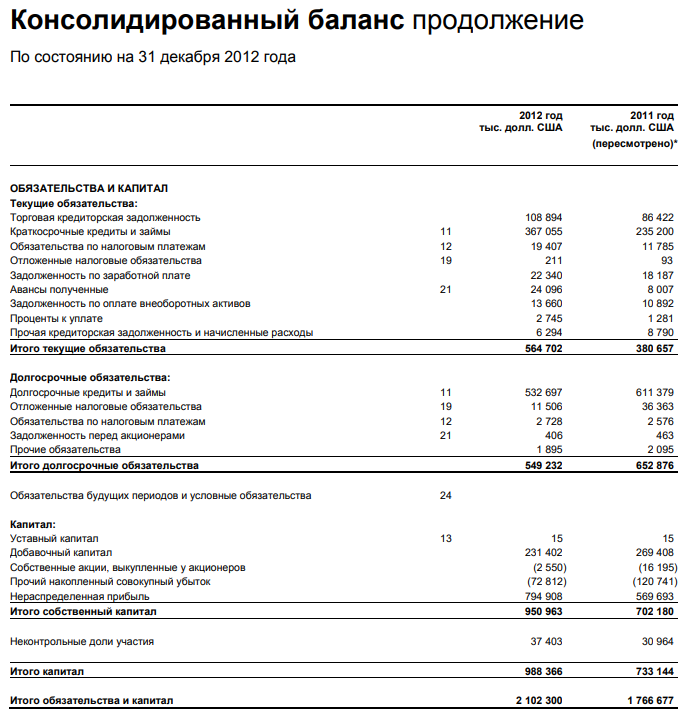 Консолидированный баланс продолжение
По состоянию на 31 декабря 2012 года
2012 год 2011 год
тыс. долл. США тыс. долл. США
(пересмотрено)*
ОБЯЗАТЕЛЬСТВА И КАПИТАЛ
Текущие обязательства:
Торговая кредиторская задолженность 108 894 86 422
Краткосрочные кредиты и займы 11 367 055 235 200
Обязательства по налоговым платежам 12 19 407 11 785
Отложенные налоговые обязательства 19 211 93
Задолженность по заработной плате 22 340 18 187
Авансы полученные 21 24 096 8 007
Задолженность по оплате внеоборотных активов 13 660 10 892
Проценты к уплате 2 745 1 281
Прочая кредиторская задолженность и начисленные расходы 6 294 8 790
Итого текущие обязательства 564 702 380 657
Долгосрочные обязательства:
Долгосрочные кредиты и займы 11 532 697 611 379
Отложенные налоговые обязательства 19 11 506 36 363
Обязательства по налоговым платежам 12 2 728 2 576
Задолженность перед акционерами 21 406 463
Прочие обязательства 1 895 2 095
Итого долгосрочные обязательства 549 232 652 876
Обязательства будущих периодов и условные обязательства 24
Капитал:
Уставный капитал 13 15 15
Добавочный капитал 231 402 269 408
Собственные акции, выкупленные у акционеров (2 550) (16 195)
Прочий накопленный совокупный убыток (72 812) (120 741)
Нераспределенная прибыль 794 908 569 693
Итого собственный капитал 950 963 702 180
Неконтрольные доли участия 37 403 30 964
Итого капитал 988 366 733 144
Итого обязательства и капитал 2 102 300 1 766 677